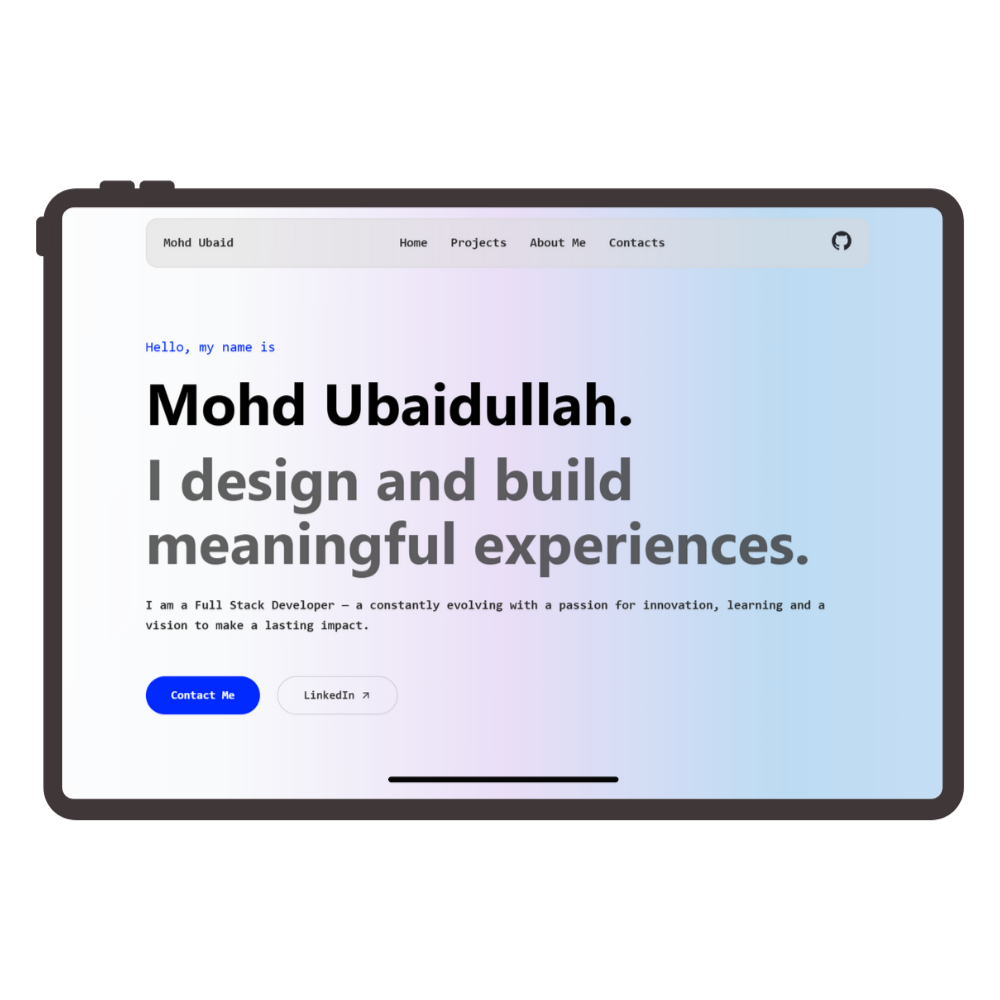 Mohd Ubaid Home Projects About Me Contacts
Hello, my name is
Mohd Ubaidullah.
I design and build
meaningful experiences.
I am a Full Stack Developer — a constantly evolving with a passion for innovation, learning and a
vision to make a lasting impact.
Contact Me LinkedIn ↗